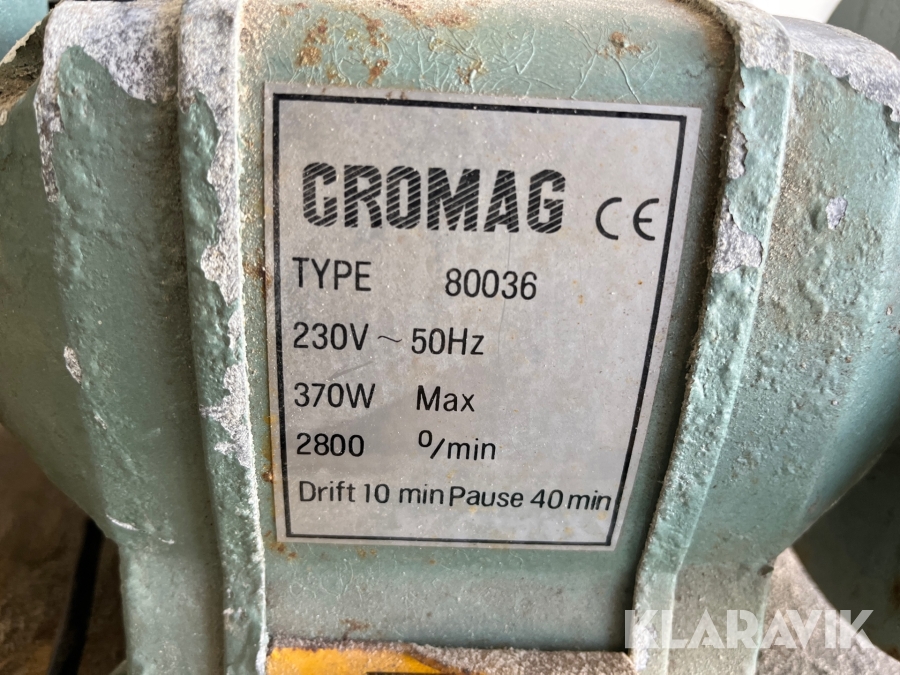 CROMAG CE
TYPE 80036
230V ~ 50Hz
370W Max
2800 º/min
Drift 10 min Pause 40 min
KLARAVIK